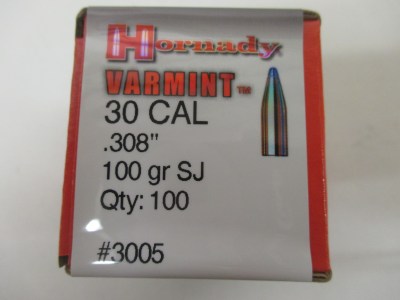 Hornady
VARMINT™
30 CAL
.308"
100 gr SJ
Qty: 100
#3005